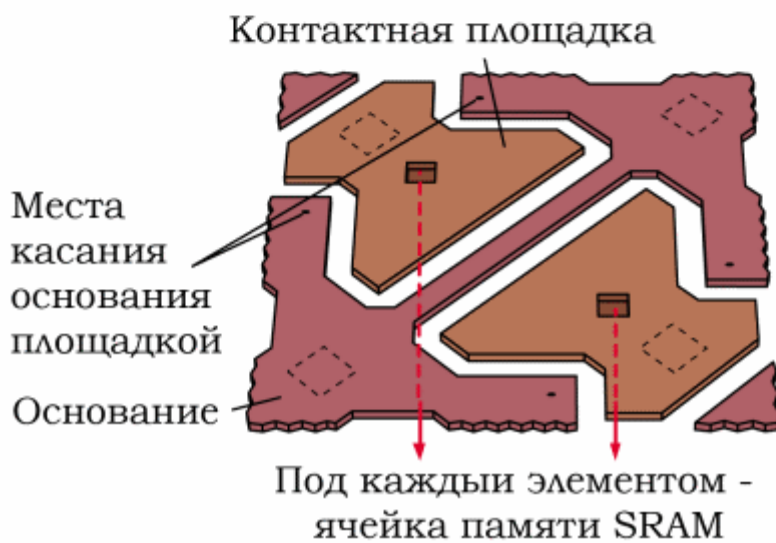 Контактная площадка
Места
касания
основания
площадкой
Основание
Под каждыи элементом -
ячейка памяти SRAM